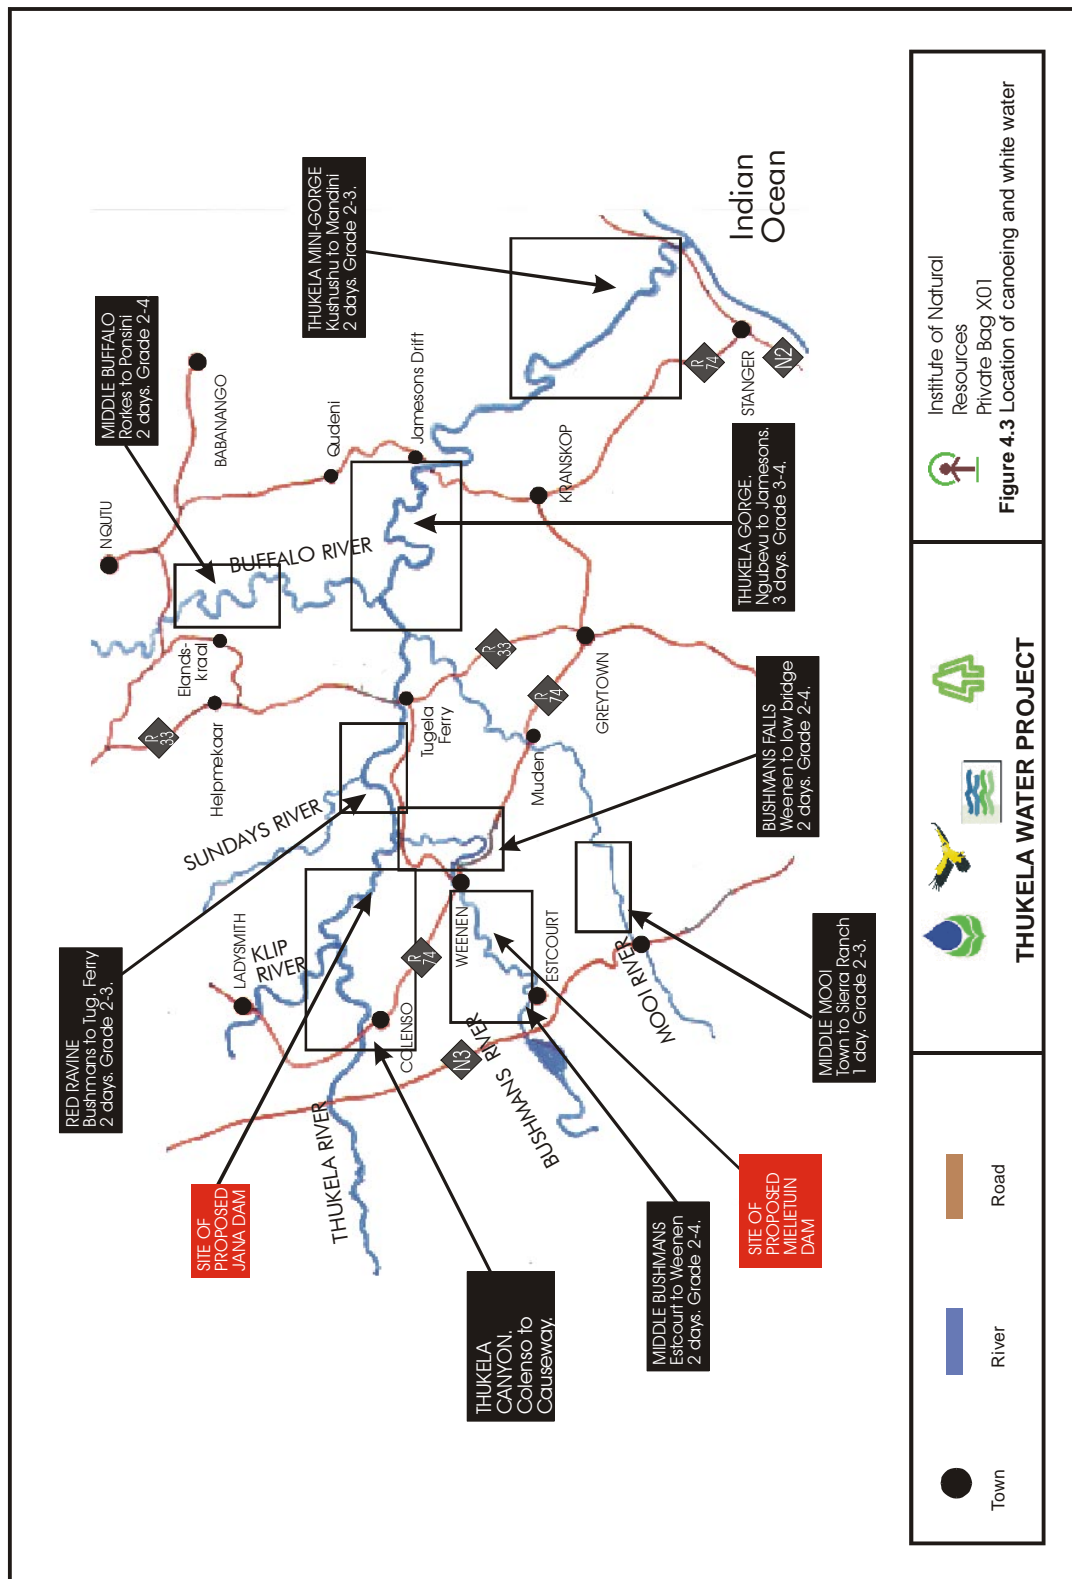 RED RAVINE
Bushmans to Tug. Ferry
2 days. Grade 2-3.
MIDDLE BUFFALO
Rorkes to Ponsini
2 days. Grade 2-4
THUKELA MINI-GORGE
Kushushu to Mandini
2 days. Grade 2-3.
SITE OF
PROPOSED
JANA DAM
LADYSMITH
KLIP
RIVER
SUNDAYS RIVER
R
33
Helpmekaar
Elands-
kraal
NQUTU
BUFFALO RIVER
BABANANGO
Qudeni
Jamesons Drift
THUKELA RIVER
COLENSO
R
74
N3
WEENEN
Tugela
Ferry
R
33
KRANSKOP
Indian
Ocean
BUSHMANS RIVER
ESTCOURT
Muden
R
74
GREYTOWN
R
74
STANGER
N2
MOOI RIVER
THUKELA
CANYON.
Colenso to
Causeway.
MIDDLE BUSHMANS
Estcourt to Weenen
2 days. Grade 2-4.
SITE OF
PROPOSED
MIELIETUIN
DAM
MIDDLE MOOI
Town to Sierra Ranch
1 day. Grade 2-3.
BUSHMANS FALLS
Weenen to low bridge
2 days. Grade 2-4.
THUKELA GORGE.
Ngubevu to Jamesons.
3 days. Grade 3-4.
Town
River
Road
THUKELA WATER PROJECT
Institute of Natural
Resources
Private Bag X01
Figure 4.3 Location of canoeing and white water